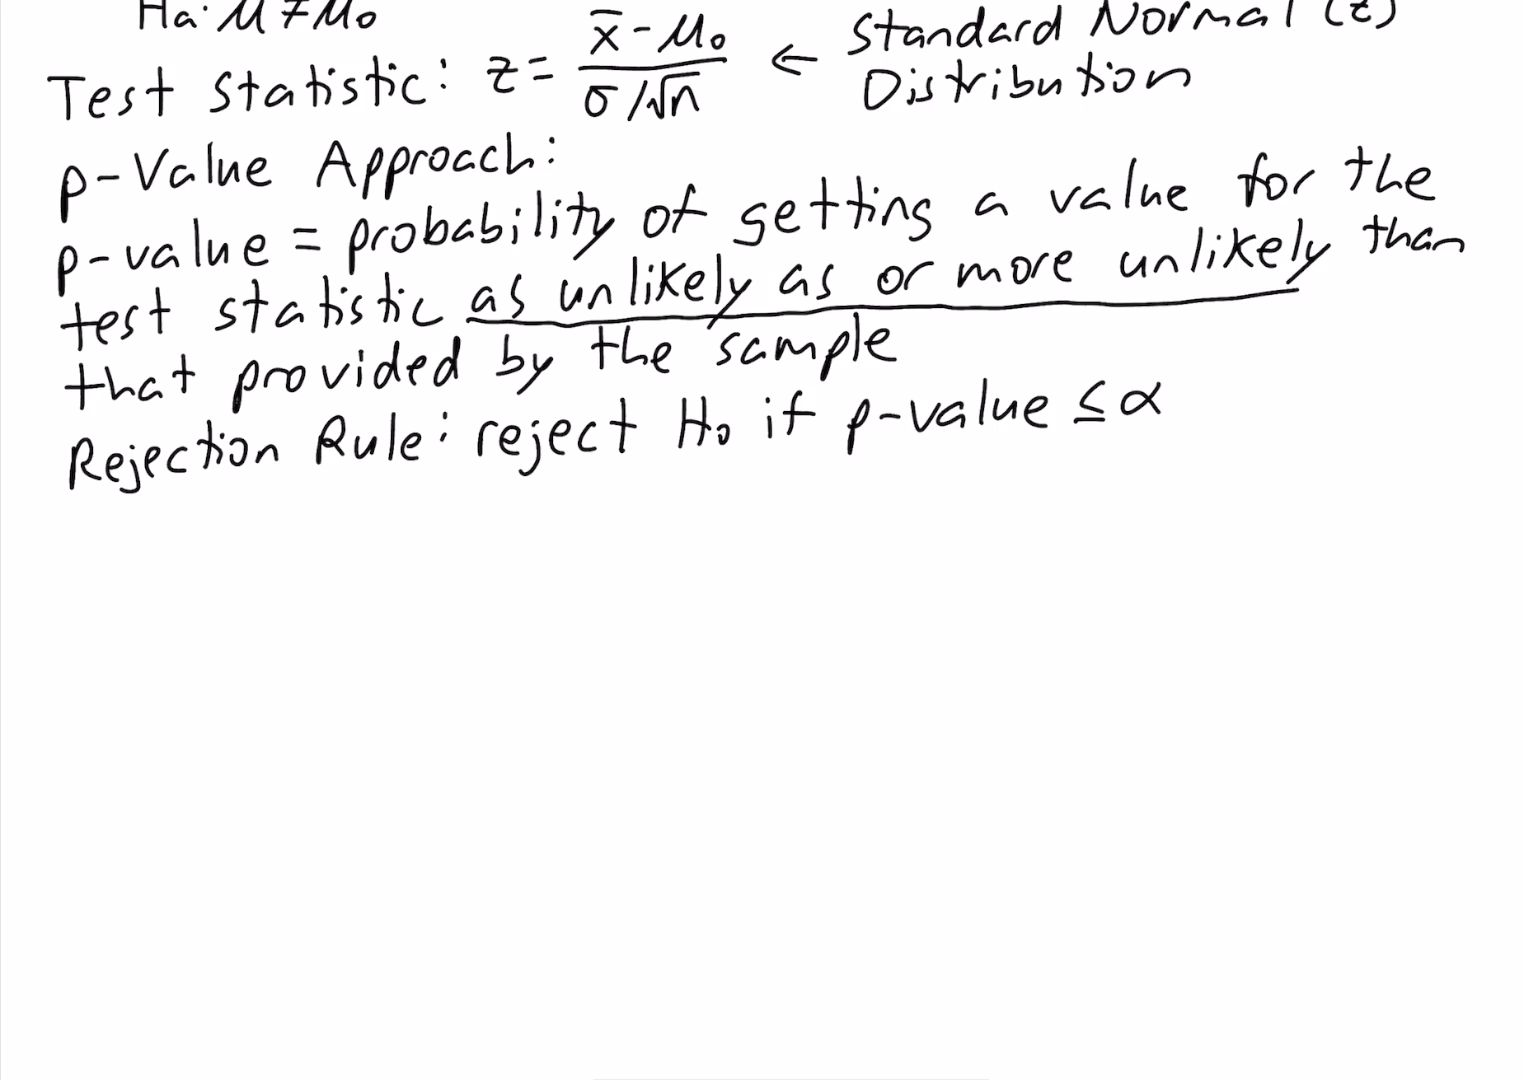 Ha: μ ≠ μ₀
Test Statistic: z = (x̄ - μ₀) / (σ/√n) ← Standard Normal (z) Distribution
p-Value Approach:
p-value = probability of getting a value for the
test statistic as unlikely as or more unlikely than
that provided by the sample
Rejection Rule: reject H₀ if p-value ≤ α